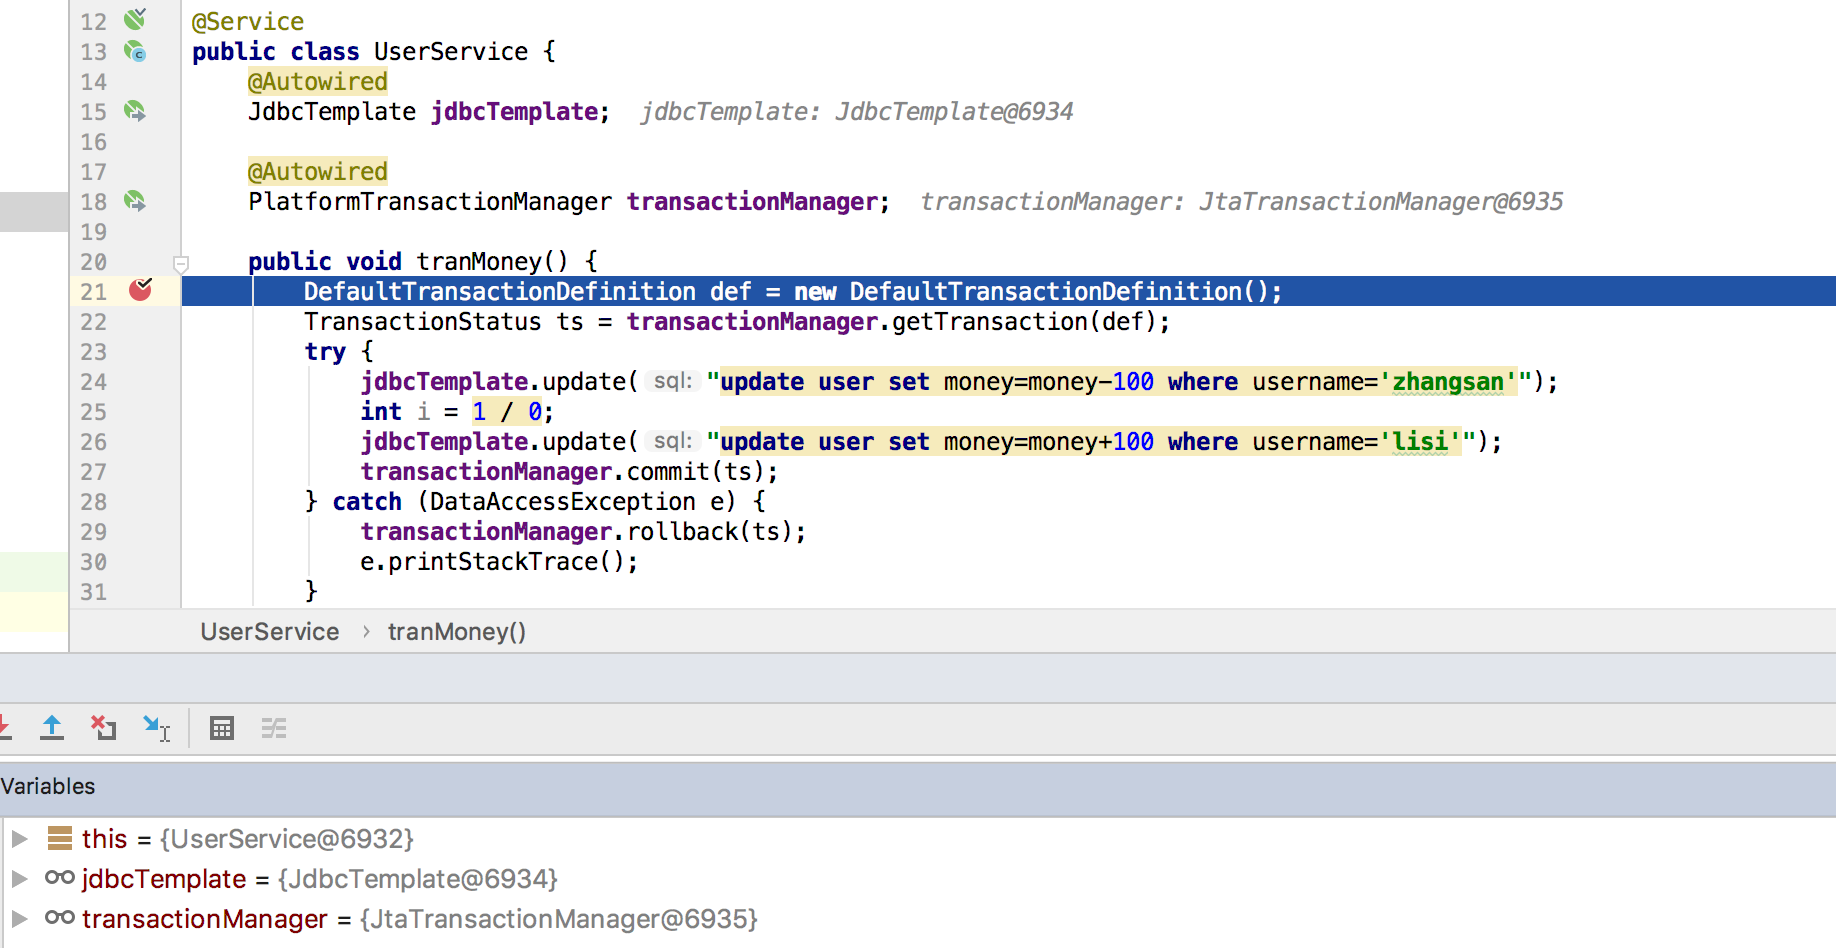 12 @Service
13 public class UserService {
14 @Autowired
15 JdbcTemplate jdbcTemplate; jdbcTemplate: JdbcTemplate@6934
16
17 @Autowired
18 PlatformTransactionManager transactionManager; transactionManager: JtaTransactionManager@6935
19
20 public void tranMoney() {
21 DefaultTransactionDefinition def = new DefaultTransactionDefinition();
22 TransactionStatus ts = transactionManager.getTransaction(def);
23 try {
24 jdbcTemplate.update( sql: "update user set money=money-100 where username='zhangsan'");
25 int i = 1 / 0;
26 jdbcTemplate.update( sql: "update user set money=money+100 where username='lisi'");
27 transactionManager.commit(ts);
28 } catch (DataAccessException e) {
29 transactionManager.rollback(ts);
30 e.printStackTrace();
31 }
UserService › tranMoney()
Variables
this = {UserService@6932}
jdbcTemplate = {JdbcTemplate@6934}
transactionManager = {JtaTransactionManager@6935}